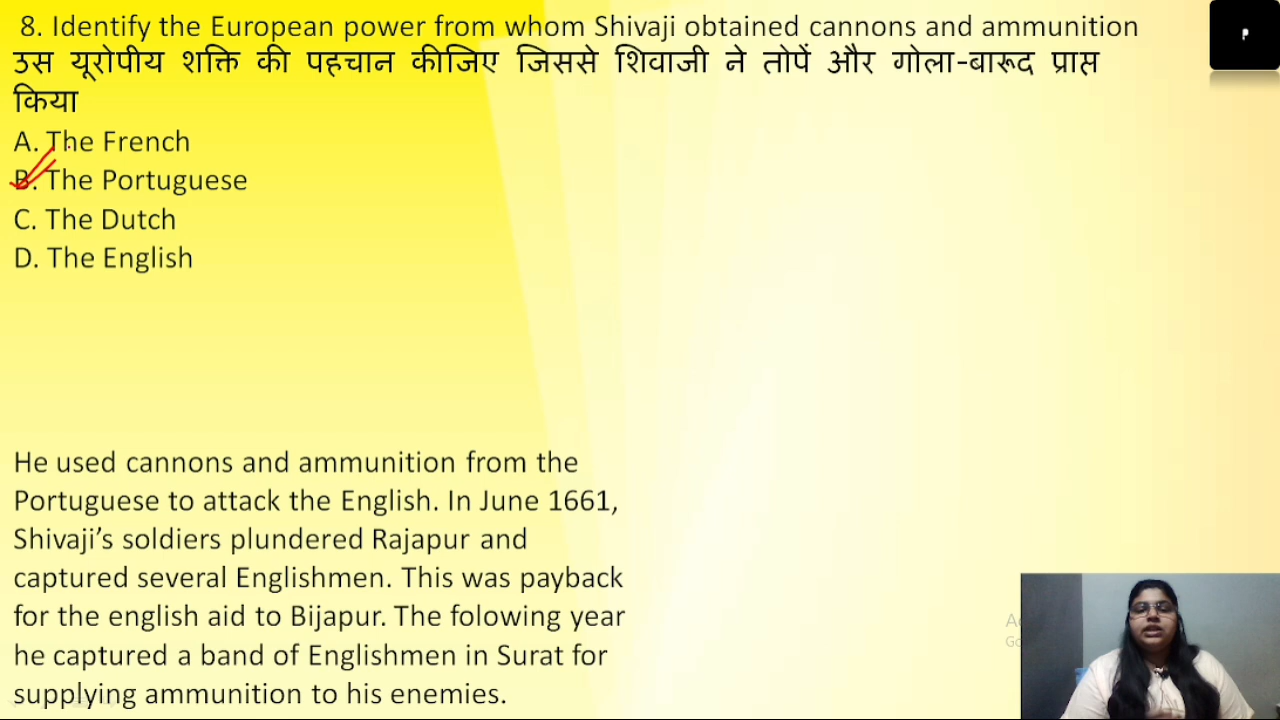 8. Identify the European power from whom Shivaji obtained cannons and ammunition
उस यूरोपीय शक्ति की पहचान कीजिए जिससे शिवाजी ने तोपें और गोला-बारूद प्राप्त
किया
A. The French
B. The Portuguese
C. The Dutch
D. The English
He used cannons and ammunition from the
Portuguese to attack the English. In June 1661,
Shivaji’s soldiers plundered Rajapur and
captured several Englishmen. This was payback
for the english aid to Bijapur. The folowing year
he captured a band of Englishmen in Surat for
supplying ammunition to his enemies.